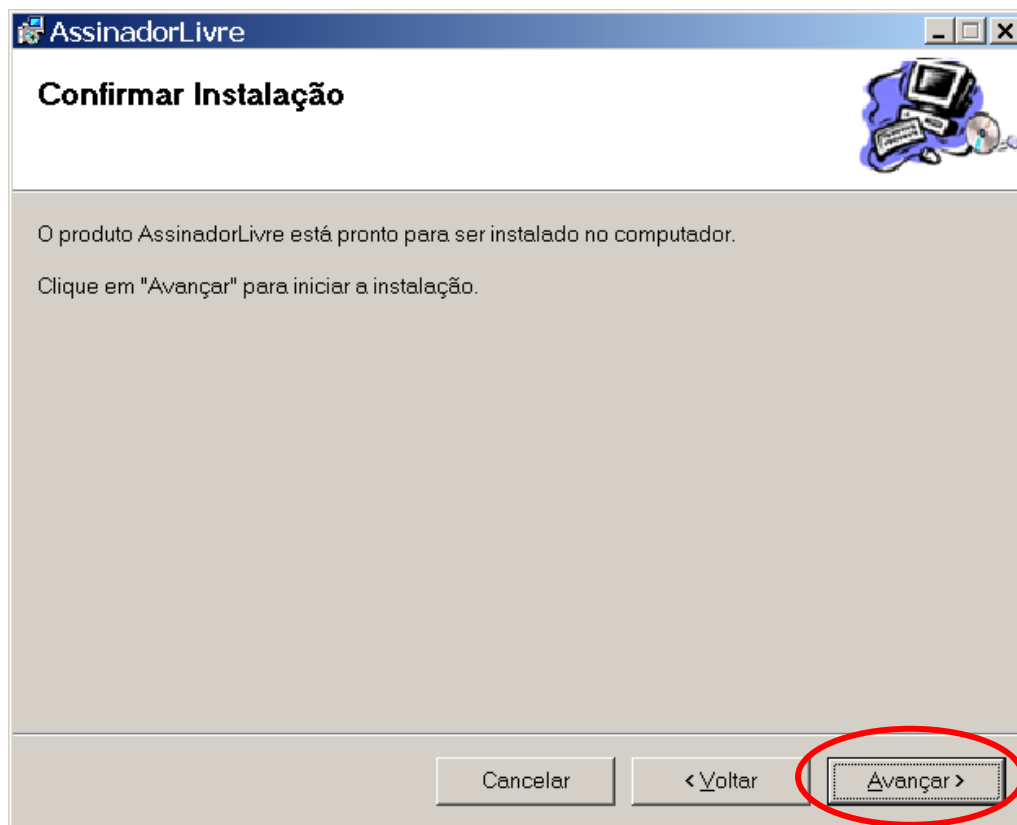 AssinadorLivre
Confirmar Instalação
O produto AssinadorLivre está pronto para ser instalado no computador.
Clique em "Avançar" para iniciar a instalação.
Cancelar
< Voltar
Avançar >